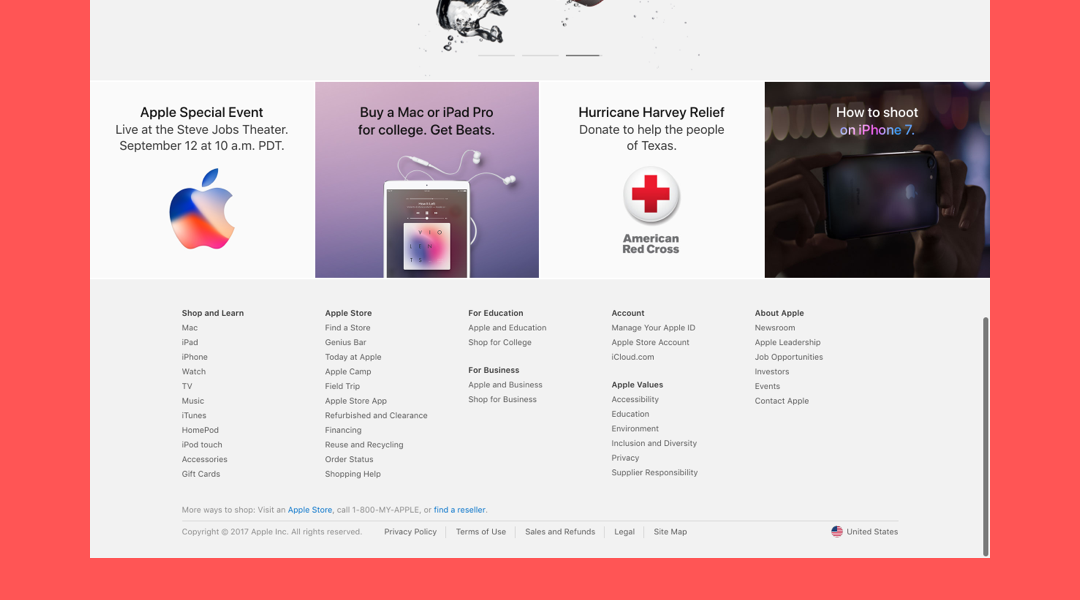 Apple Special Event
Live at the Steve Jobs Theater.
September 12 at 10 a.m. PDT.
Buy a Mac or iPad Pro
for college. Get Beats.
Hurricane Harvey Relief
Donate to help the people
of Texas.
American
Red Cross
How to shoot
on iPhone 7.
Shop and Learn
Mac
iPad
iPhone
Watch
TV
Music
iTunes
HomePod
iPod touch
Accessories
Gift Cards
Apple Store
Find a Store
Genius Bar
Today at Apple
Apple Camp
Field Trip
Apple Store App
Refurbished and Clearance
Financing
Reuse and Recycling
Order Status
Shopping Help
For Education
Apple and Education
Shop for College
For Business
Apple and Business
Shop for Business
Account
Manage Your Apple ID
Apple Store Account
iCloud.com
Apple Values
Accessibility
Education
Environment
Inclusion and Diversity
Privacy
Supplier Responsibility
About Apple
Newsroom
Apple Leadership
Job Opportunities
Investors
Events
Contact Apple
More ways to shop: Visit an Apple Store, call 1-800-MY-APPLE, or find a reseller.
Copyright © 2017 Apple Inc. All rights reserved. Privacy Policy Terms of Use Sales and Refunds Legal Site Map United States